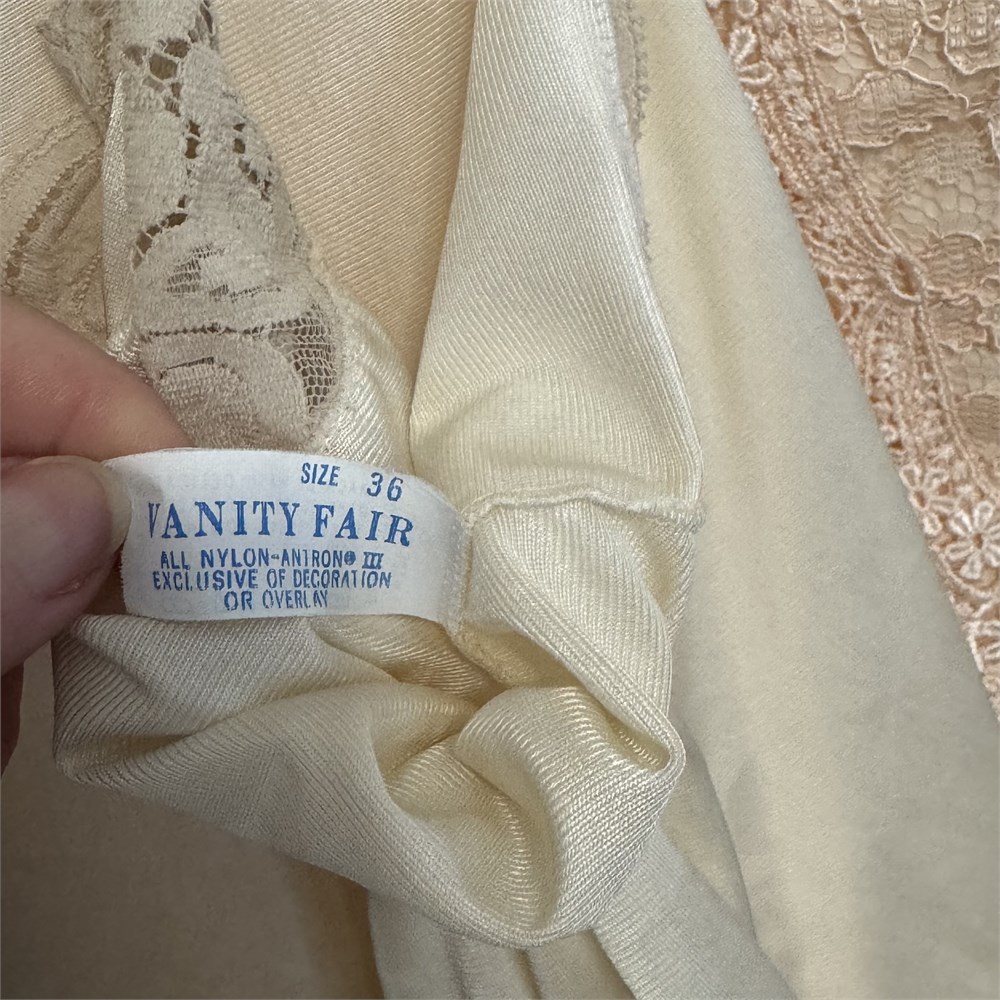 SIZE 36
VANITY FAIR
ALL NYLON-ANTRON® III
EXCLUSIVE OF DECORATION
OR OVERLAY